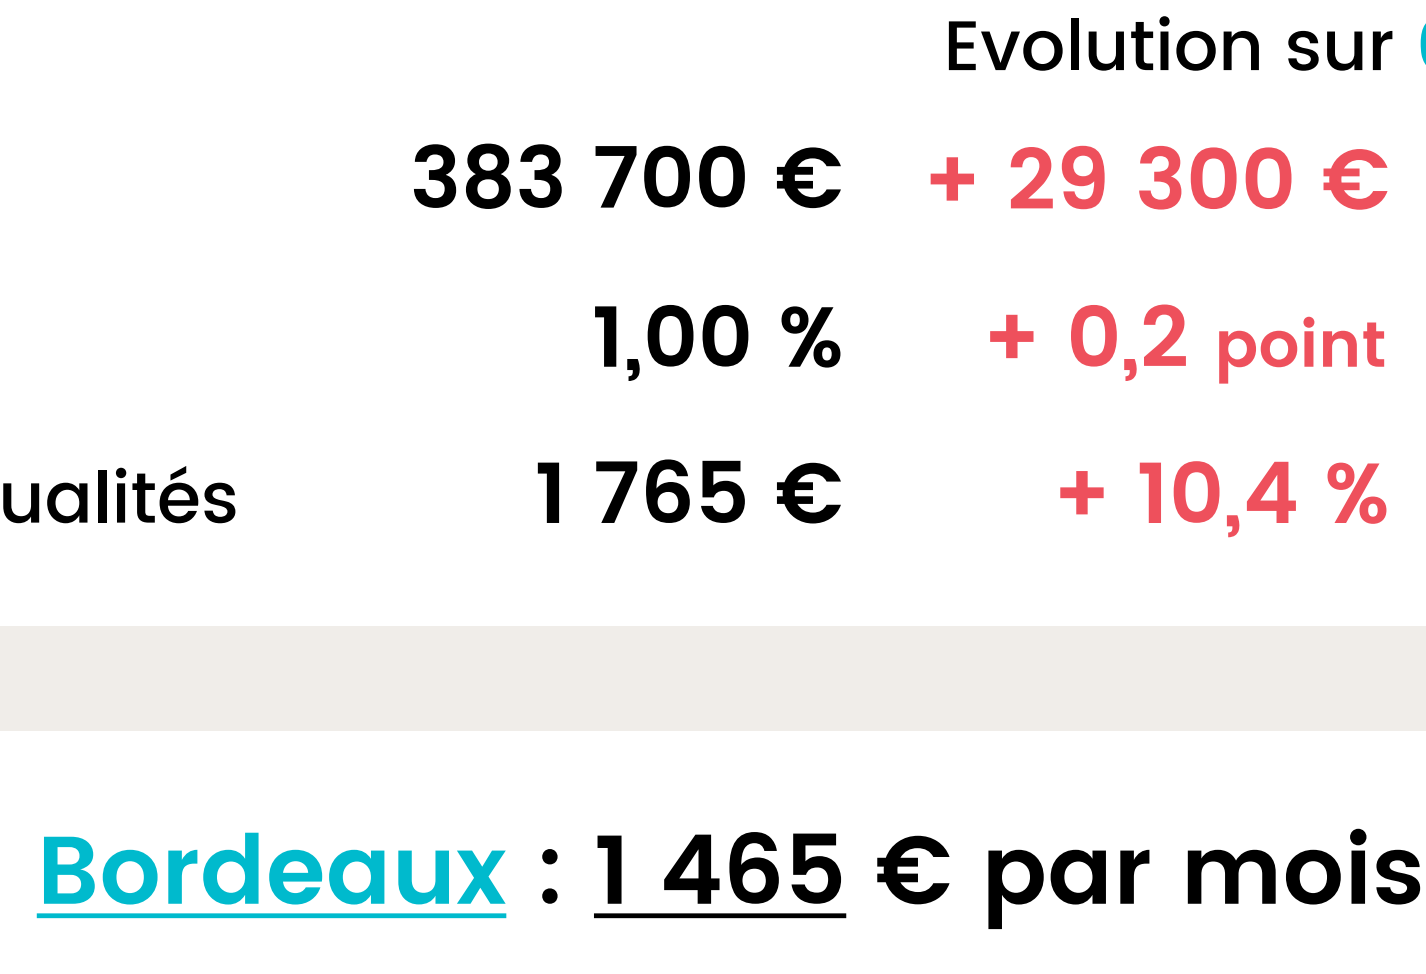 Evolution sur
383 700 € + 29 300 €
1,00 % + 0,2 point
ualités 1 765 € + 10,4 %
Bordeaux : 1 465 € par mois